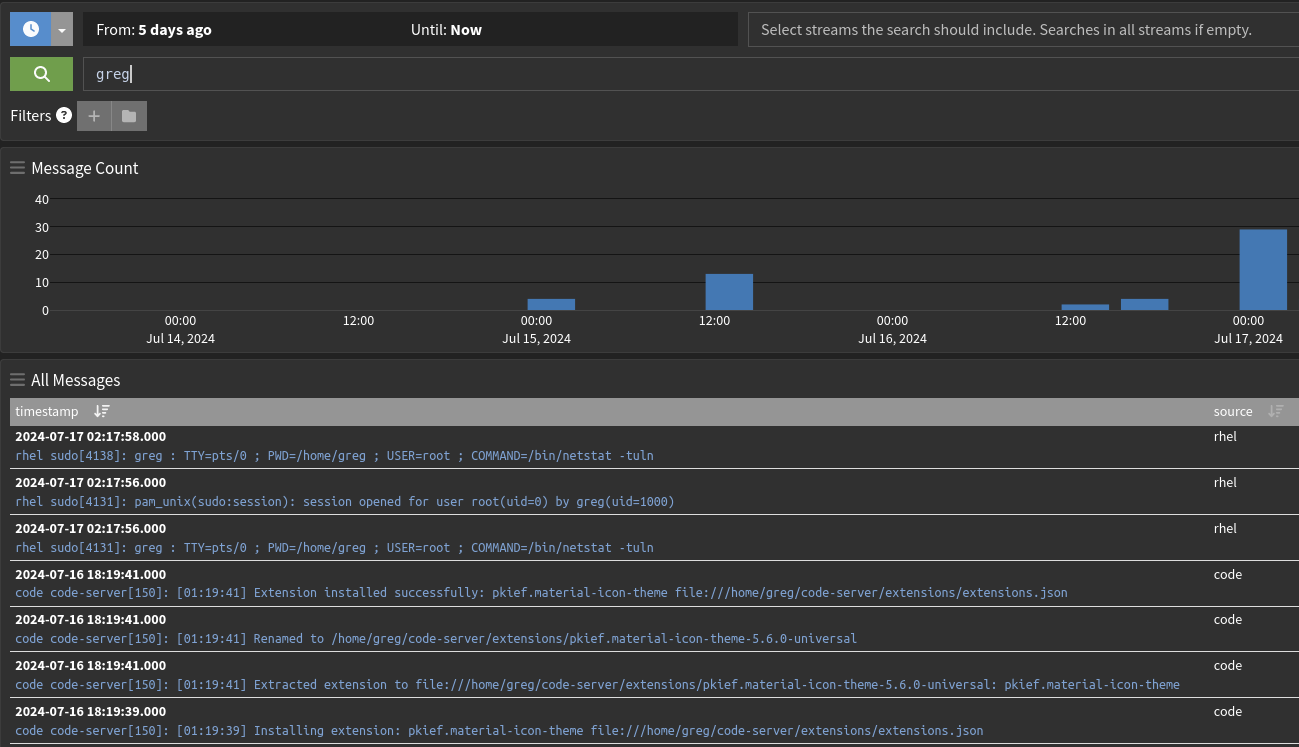 From: 5 days ago Until: Now Select streams the search should include. Searches in all streams if empty.
greg
Filters ?
Message Count
40
30
20
10
0
00:00 12:00 00:00 12:00 00:00 12:00 00:00
Jul 14, 2024 Jul 15, 2024 Jul 16, 2024 Jul 17, 2024
All Messages
timestamp source
2024-07-17 02:17:58.000 rhel
rhel sudo[4138]: greg : TTY=pts/0 ; PWD=/home/greg ; USER=root ; COMMAND=/bin/netstat -tuln
2024-07-17 02:17:56.000 rhel
rhel sudo[4131]: pam_unix(sudo:session): session opened for user root(uid=0) by greg(uid=1000)
2024-07-17 02:17:56.000 rhel
rhel sudo[4131]: greg : TTY=pts/0 ; PWD=/home/greg ; USER=root ; COMMAND=/bin/netstat -tuln
2024-07-16 18:19:41.000 code
code code-server[150]: [01:19:41] Extension installed successfully: pkief.material-icon-theme file:///home/greg/code-server/extensions/extensions.json
2024-07-16 18:19:41.000 code
code code-server[150]: [01:19:41] Renamed to /home/greg/code-server/extensions/pkief.material-icon-theme-5.6.0-universal
2024-07-16 18:19:41.000 code
code code-server[150]: [01:19:41] Extracted extension to file:///home/greg/code-server/extensions/pkief.material-icon-theme-5.6.0-universal: pkief.material-icon-theme
2024-07-16 18:19:39.000 code
code code-server[150]: [01:19:39] Installing extension: pkief.material-icon-theme file:///home/greg/code-server/extensions/extensions.json